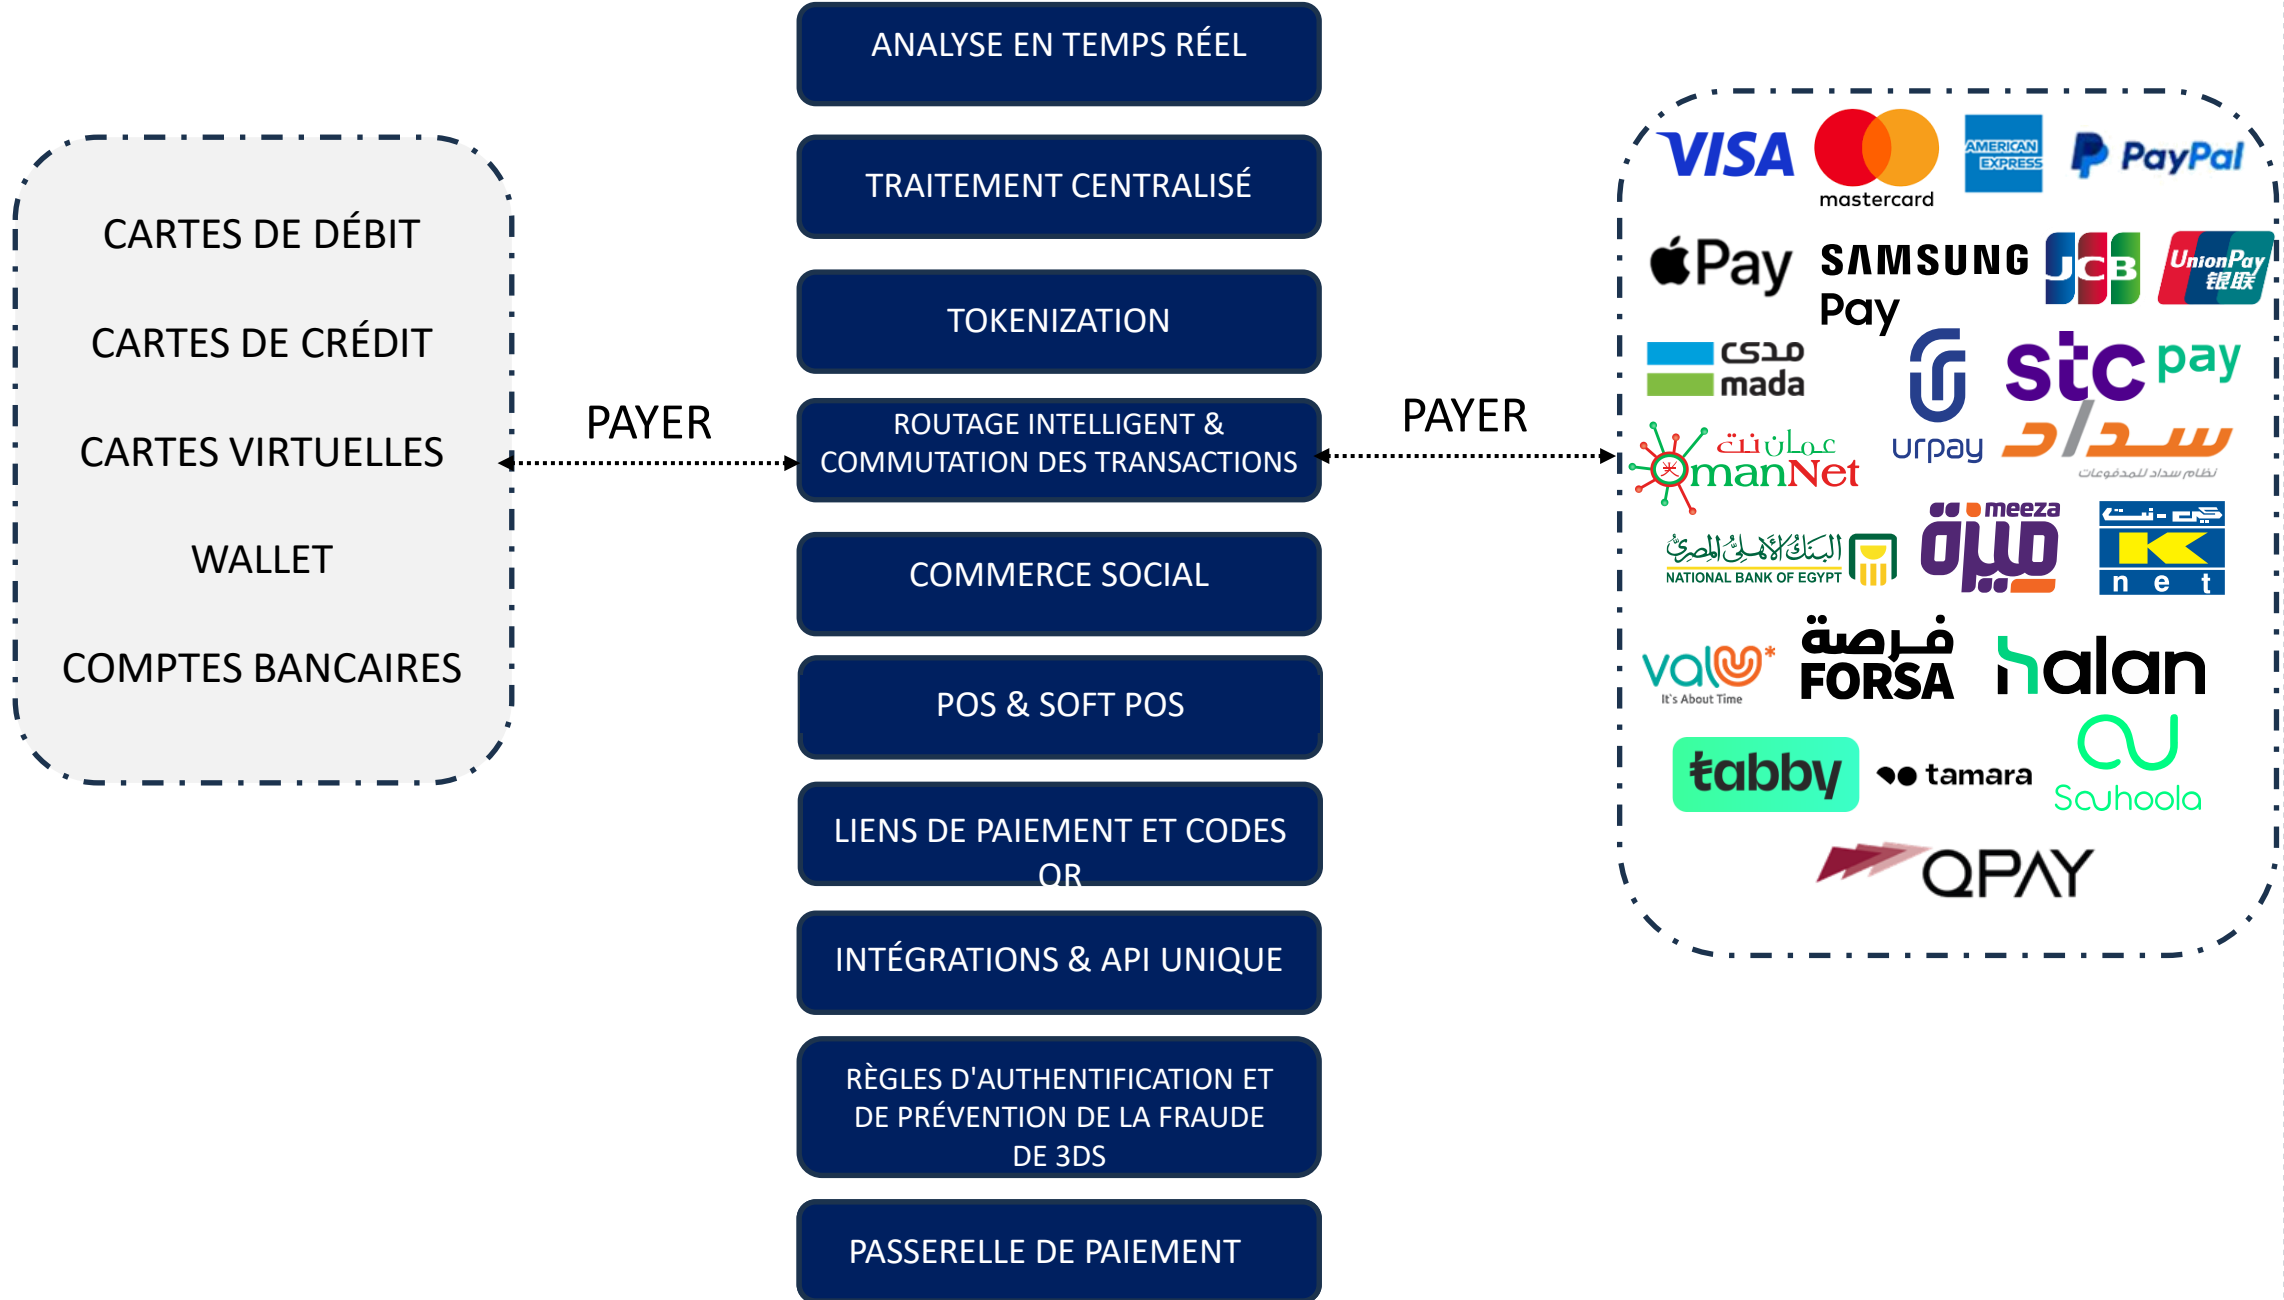 ANALYSE EN TEMPS RÉEL
TRAITEMENT CENTRALISÉ
TOKENIZATION
ROUTAGE INTELLIGENT &
COMMUTATION DES TRANSACTIONS
COMMERCE SOCIAL
POS & SOFT POS
LIENS DE PAIEMENT ET CODES
QR
INTÉGRATIONS & API UNIQUE
RÈGLES D'AUTHENTIFICATION ET
DE PRÉVENTION DE LA FRAUDE
DE 3DS
PASSERELLE DE PAIEMENT
CARTES DE DÉBIT
CARTES DE CRÉDIT
CARTES VIRTUELLES
WALLET
COMPTES BANCAIRES
PAYER
PAYER
VISA
mastercard
AMERICAN
EXPRESS
PayPal
Pay
SAMSUNG
Pay
JCB
UnionPay
银联
مدى
mada
urpay
stc pay
سداد
نظام سداد للمدفوعات
عمان نت
OmanNet
البنك الأهلي المصري
NATIONAL BANK OF EGYPT
meeza
ميزة
كي-نت
K
net
valU*
It's About Time
فرصة
FORSA
halan
tabby
tamara
Souhoola
QPAY